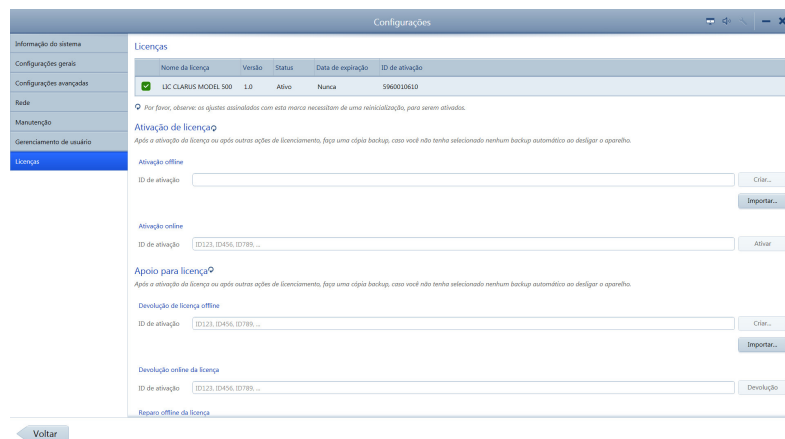 Configurações
Informação do sistema
Configurações gerais
Configurações avançadas
Rede
Manutenção
Gerenciamento de usuário
Licenças
Licenças
Nome da licença Versão Status Data de expiração ID de ativação
LIC CLARUS MODEL 500 1.0 Ativo Nunca 5960010610
Por favor, observe: os ajustes assinalados com esta marca necessitam de uma reinicialização, para serem ativados.
Ativação de licença
Após a ativação da licença ou após outras ações de licenciamento, faça uma cópia backup, caso você não tenha selecionado nenhum backup automático ao desligar o aparelho.
Ativação offline
ID de ativação Criar...
Importar...
Ativação online
ID de ativação ID123, ID456, ID789, ... Ativar
Apoio para licença
Após a ativação da licença ou após outras ações de licenciamento, faça uma cópia backup, caso você não tenha selecionado nenhum backup automático ao desligar o aparelho.
Devolução de licença offline
ID de ativação ID123, ID456, ID789, ... Criar...
Importar...
Devolução online da licença
ID de ativação ID123, ID456, ID789, ... Devolução
Reparo offline da licença
Voltar